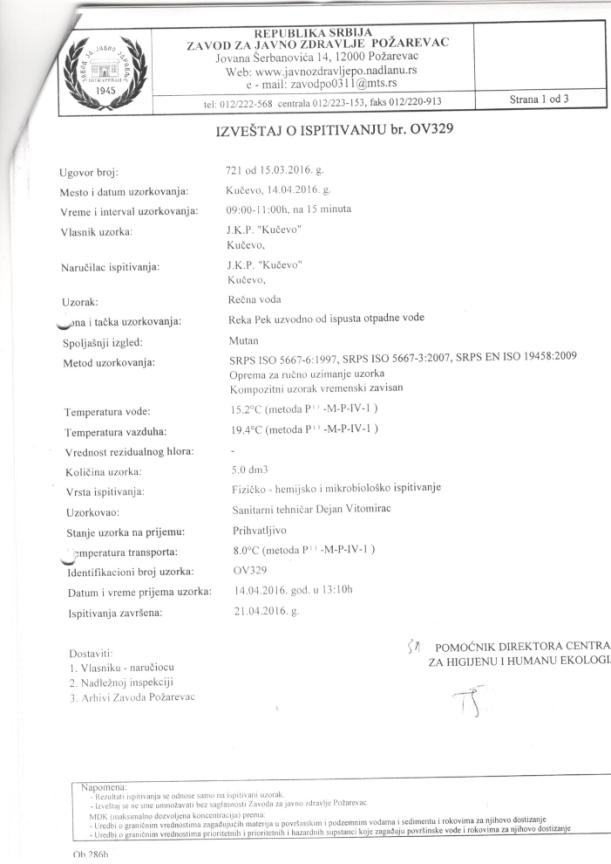 REPUBLIKA SRBIJA
ZAVOD ZA JAVNO ZDRAVLJE POŽAREVAC
Jovana Šerbanovića 14, 12000 Požarevac
Web: www.javnozdravljepo.nadlanu.rs
e - mail: zavodpo0311@mts.rs
1945
tel: 012/222-568 centrala 012/223-153, faks 012/220-913
Strana 1 od 3
IZVEŠTAJ O ISPITIVANJU br. OV329
Ugovor broj: 721 od 15.03.2016. g.
Mesto i datum uzorkovanja: Kučevo, 14.04.2016. g.
Vreme i interval uzorkovanja: 09:00-11:00h, na 15 minuta
Vlasnik uzorka: J.K.P. "Kučevo"
Kučevo,
Naručilac ispitivanja: J.K.P. "Kučevo"
Kučevo,
Uzorak: Rečna voda
ona i tačka uzorkovanja: Reka Pek uzvodno od ispusta otpadne vode
Spoljašnji izgled: Mutan
Metod uzorkovanja: SRPS ISO 5667-6:1997, SRPS ISO 5667-3:2007, SRPS EN ISO 19458:2009
Oprema za ručno uzimanje uzorka
Kompozitni uzorak vremenski zavisan
Temperatura vode: 15.2°C (metoda P -M-P-IV-1 )
Temperatura vazduha: 19.4°C (metoda P -M-P-IV-1 )
Vrednost rezidualnog hlora: -
Količina uzorka: 5,0 dm3
Vrsta ispitivanja: Fizičko - hemijsko i mikrobiološko ispitivanje
Uzorkovao: Sanitarni tehničar Dejan Vitomirac
Stanje uzorka na prijemu: Prihvatljivo
emperatura transporta: 8.0°C (metoda P -M-P-IV-1 )
Identifikacioni broj uzorka: OV329
Datum i vreme prijema uzorka: 14.04.2016. god. u 13:10h
Ispitivanja završena: 21.04.2016. g.
Dostaviti:
1. Vlasniku - naručiocu
2. Nadležnoj inspekciji
3. Arhivi Zavoda Požarevac
POMOĆNIK DIREKTORA CENTRA
ZA HIGIJENU I HUMANU EKOLOGI
Napomena:
- Rezultati ispitivanja se odnose samo na ispitivani uzorak.
- Izveštaj se ne sme umnožavati bez saglasnosti Zavoda za javno zdravlje Požarevac.
MDK (maksimalno dozvoljena koncentracija) prema:
- Uredbi o graničnim vrednostima zagađujućih materija u površinskim i podzemnim vodama i sedimentu i rokovima za njihovo dostizanje
- Uredbi o graničnim vrednostima prioritetnih i prioritetnih i hazardnih supstanci koje zagađuju površinske vode i rokovima za njihovo dostizanje
Ob 286b